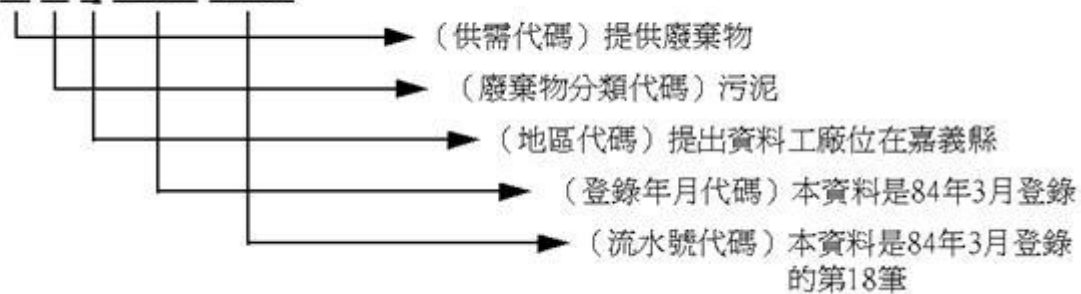 （供需代碼）提供廢棄物
（廢棄物分類代碼）污泥
（地區代碼）提出資料工廠位在嘉義縣
（登錄年月代碼）本資料是84年3月登錄
（流水號代碼）本資料是84年3月登錄
的第18筆